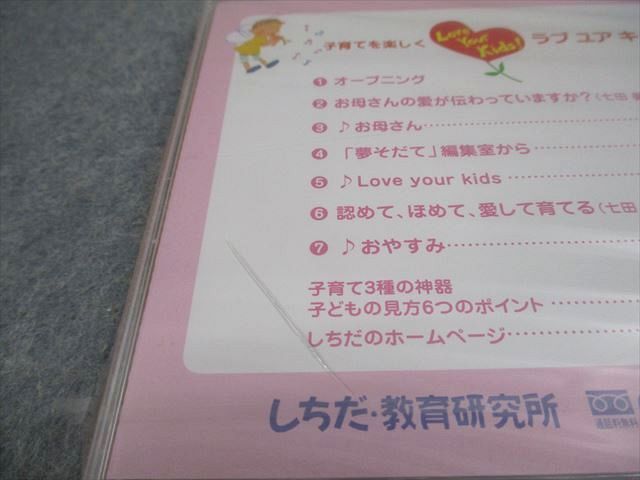 子育てを楽しく Love Your Kids! ラブ ユア キ
❶ オープニング
❷ お母さんの愛が伝わっていますか?(七田
❸ ♪お母さん……………
❹ 「夢そだて」編集室から……………
❺ ♪Love your kids ……………
❻ 認めて、ほめて、愛して育てる(七田
❼ ♪おやすみ……………
子育て3種の神器
子どもの見方6つのポイント ……………
しちだのホームページ……………
しちだ・教育研究所
通話料無料